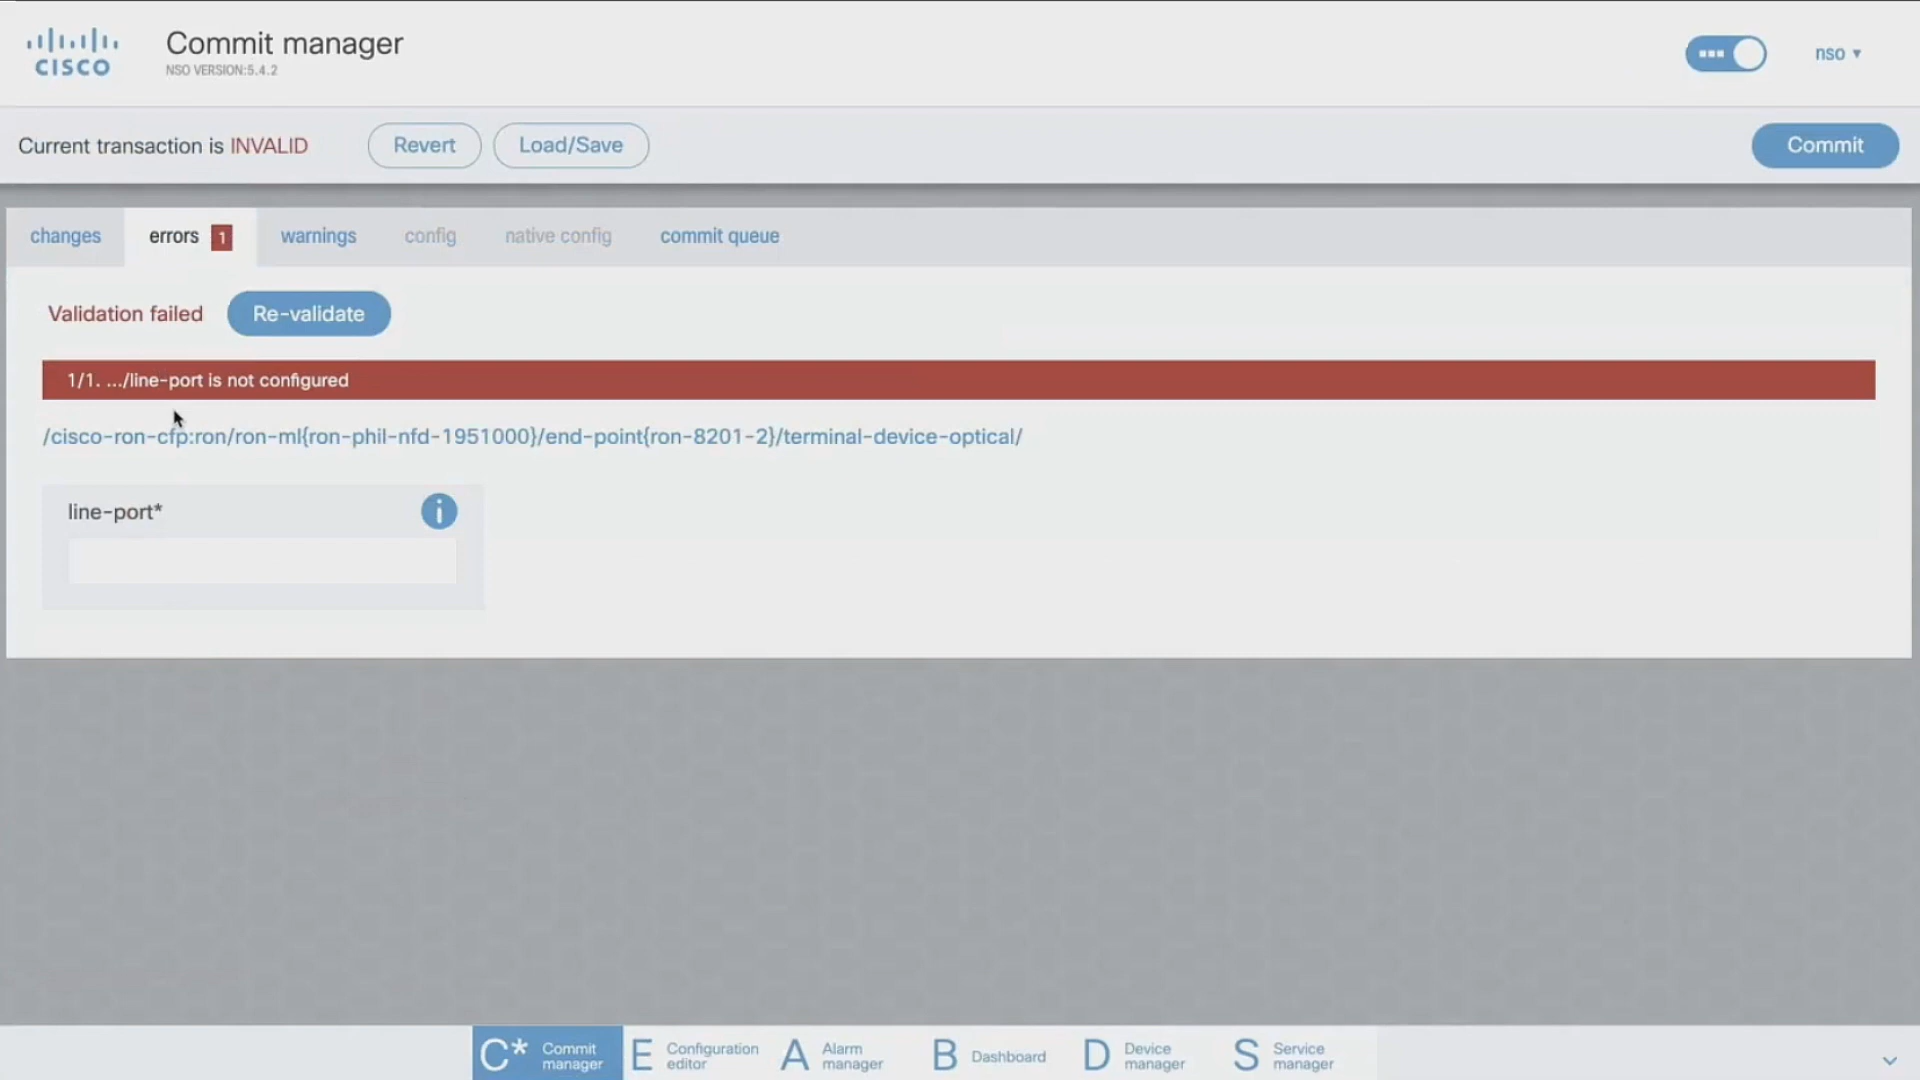 CISCO
Commit manager
NSO VERSION:5.4.2
nso
Current transaction is INVALID
Revert
Load/Save
Commit
changes
errors 1
warnings
config
native config
commit queue
Validation failed
Re-validate
1/1. .../line-port is not configured
/cisco-ron-cfp:ron/ron-ml{ron-phil-nfd-1951000}/end-point{ron-8201-2}/terminal-device-optical/
line-port*
i
C* Commit manager
E Configuration editor
A Alarm manager
B Dashboard
D Device manager
S Service manager